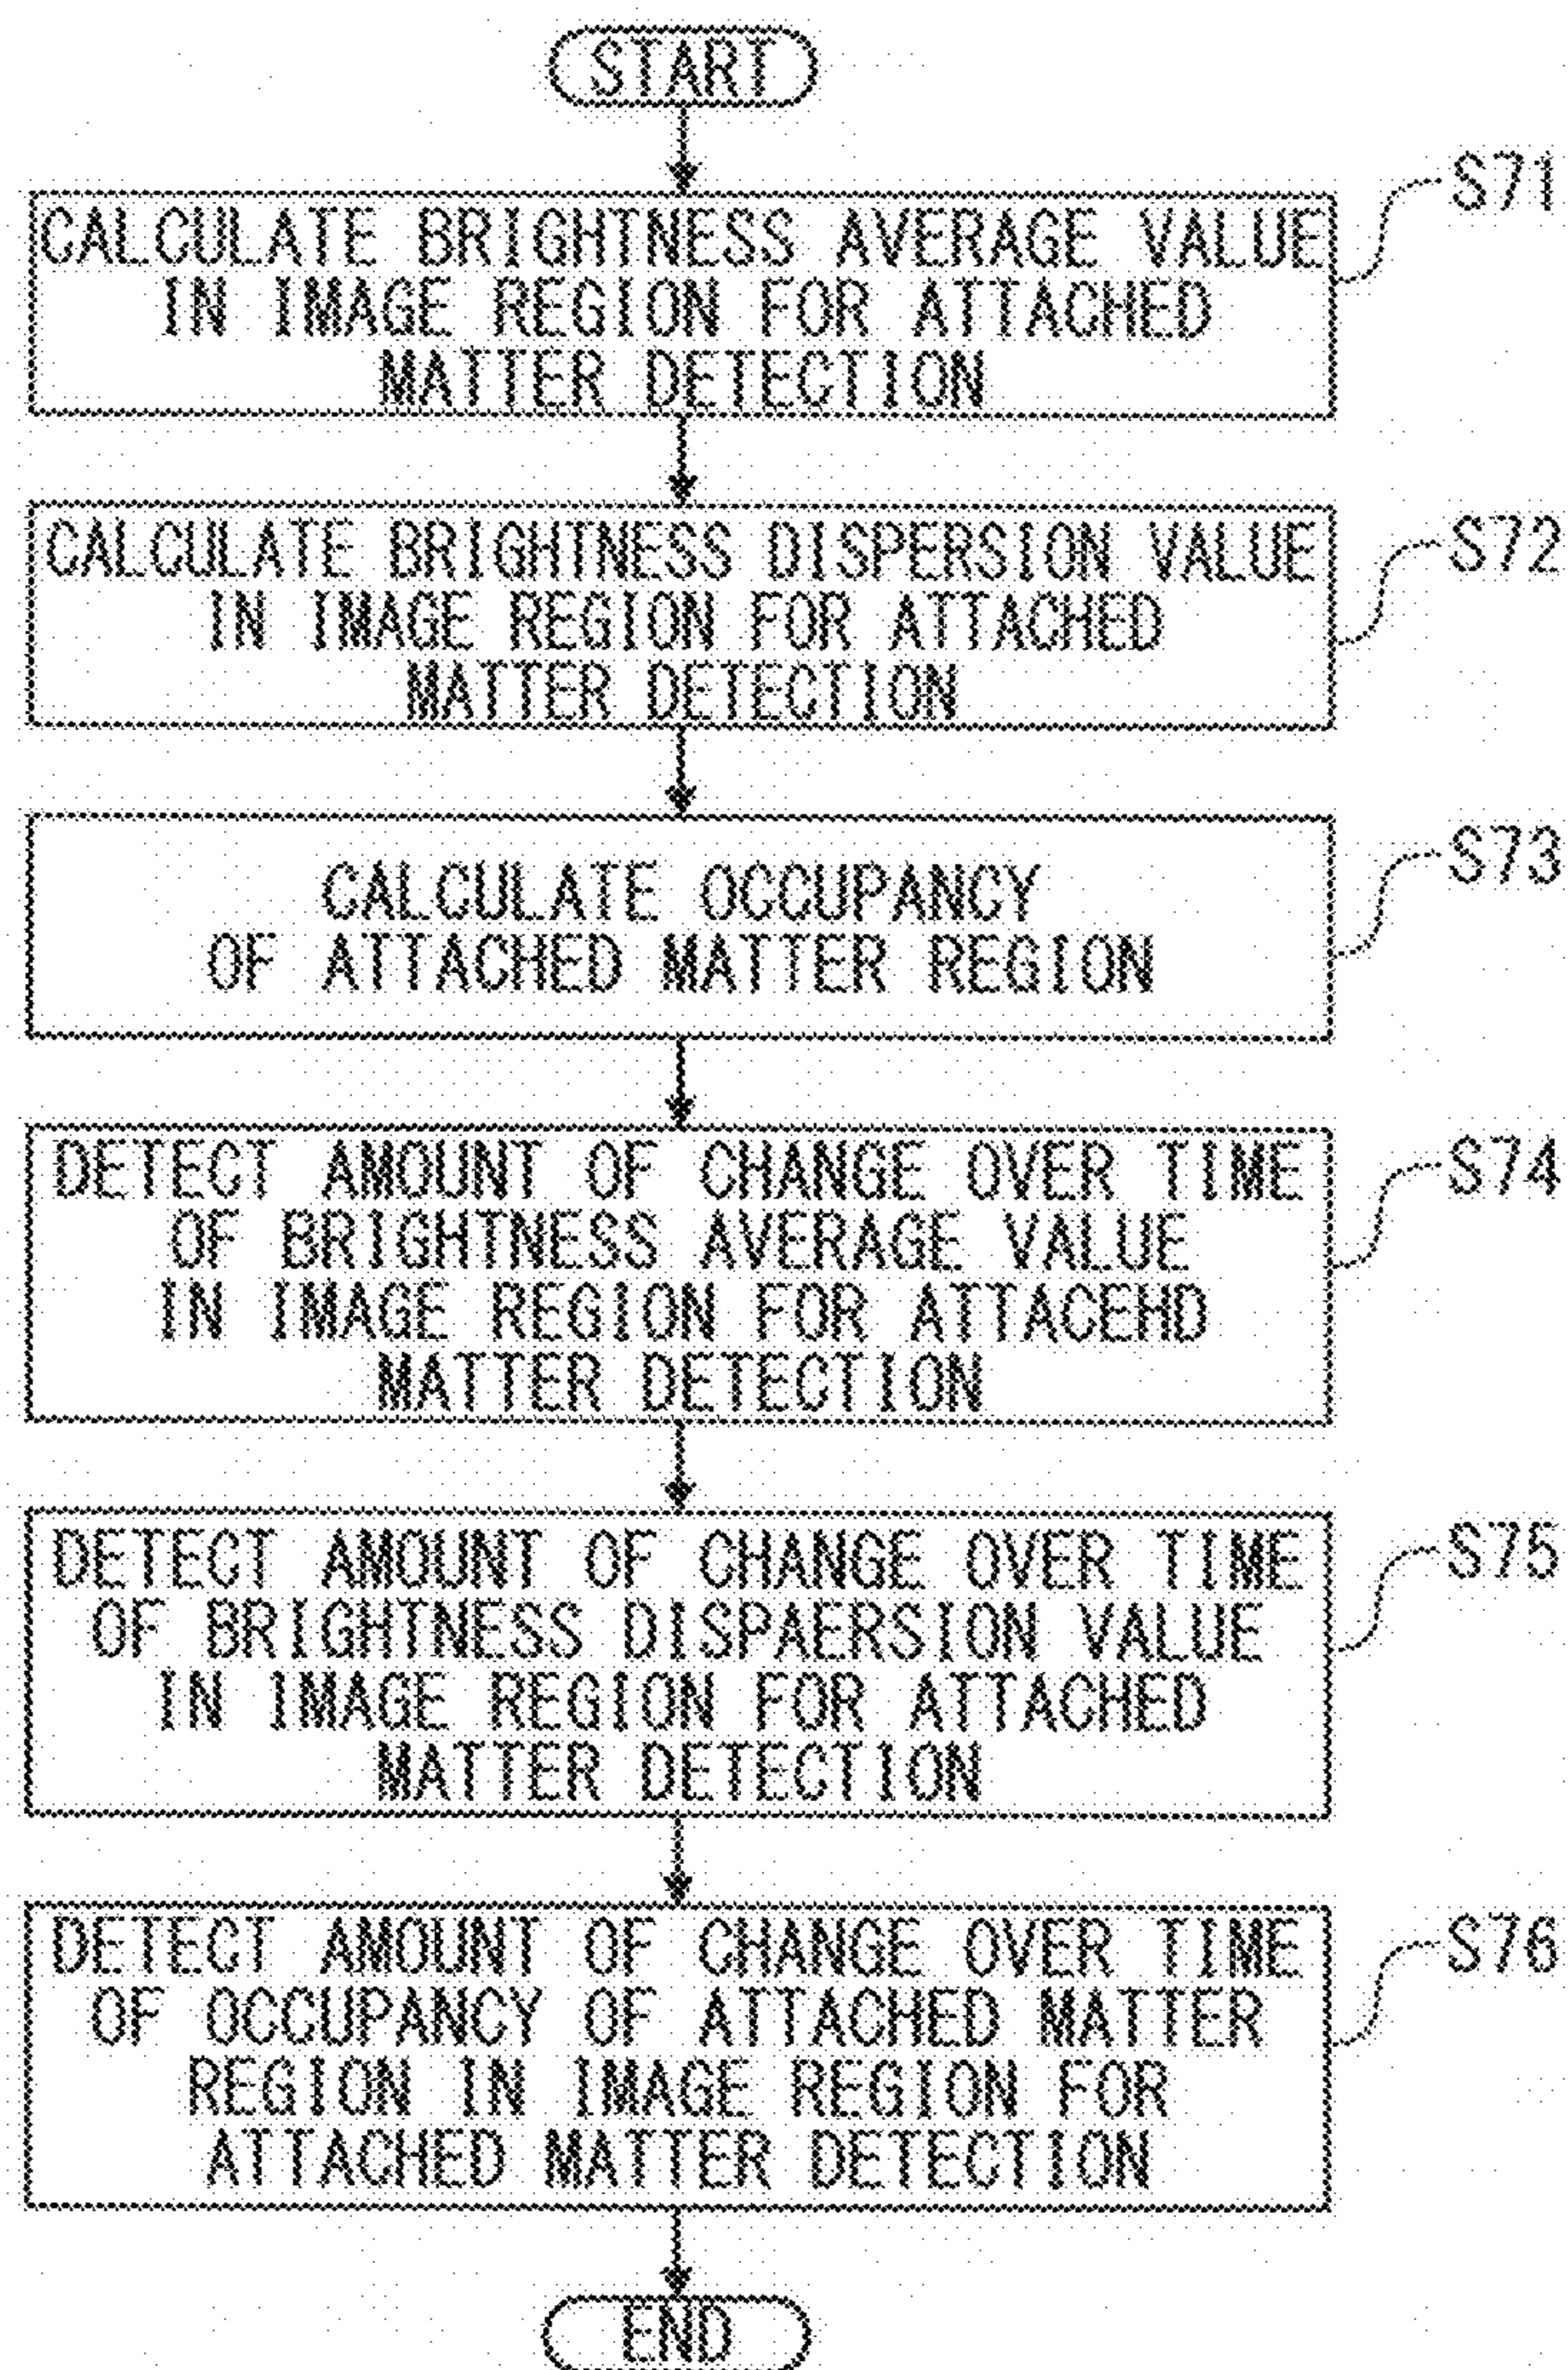 START
S71
CALCULATE BRIGHTNESS AVERAGE VALUE
IN IMAGE REGION FOR ATTACHED
MATTER DETECTION
S72
CALCULATE BRIGHTNESS DISPERSION VALUE
IN IMAGE REGION FOR ATTACHED
MATTER DETECTION
S73
CALCULATE OCCUPANCY
OF ATTACHED MATTER REGION
S74
DETECT AMOUNT OF CHANGE OVER TIME
OF BRIGHTNESS AVERAGE VALUE
IN IMAGE REGION FOR ATTACEHD
MATTER DETECTION
S75
DETECT AMOUNT OF CHANGE OVER TIME
OF BRIGHTNESS DISPAERSION VALUE
IN IMAGE REGION FOR ATTACHED
MATTER DETECTION
S76
DETECT AMOUNT OF CHANGE OVER TIME
OF OCCUPANCY OF ATTACHED MATTER
REGION IN IMAGE REGION FOR
ATTACHED MATTER DETECTION
END